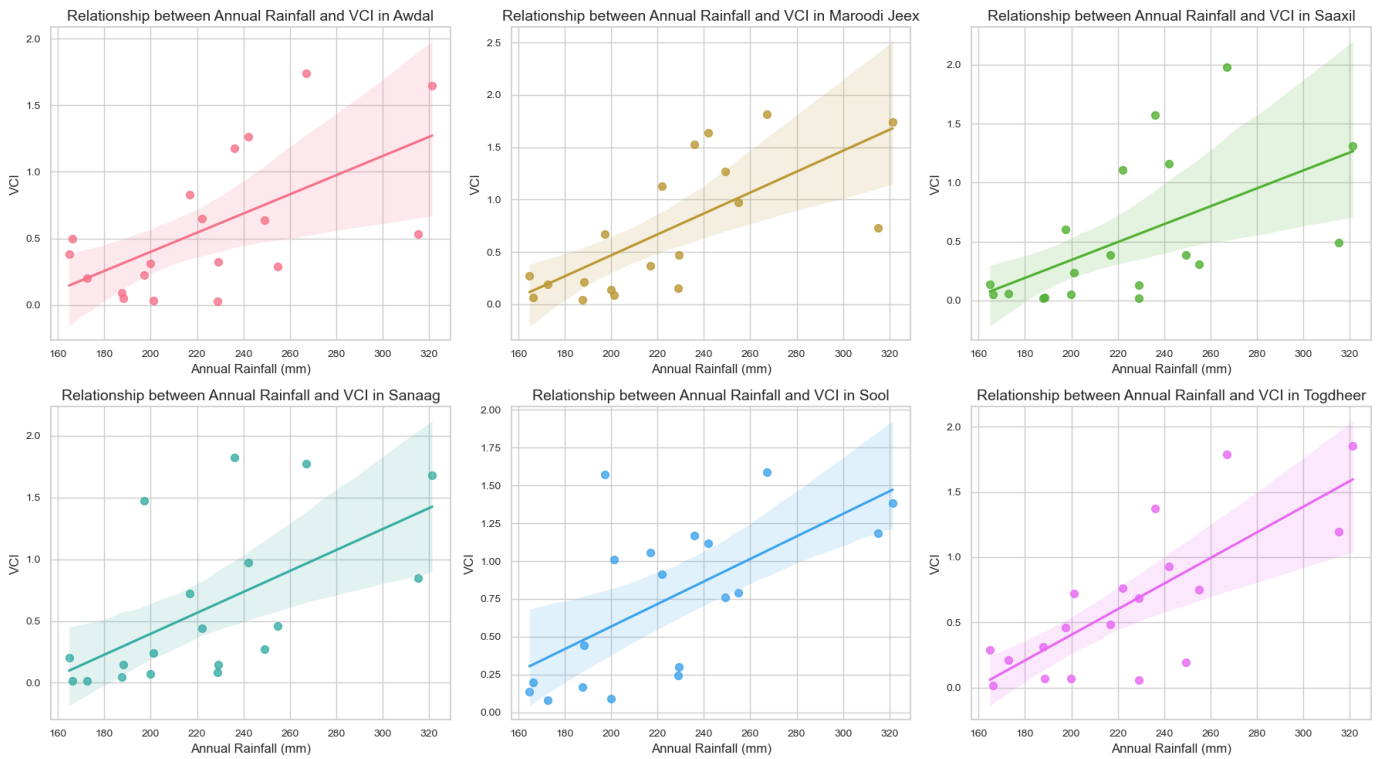 Relationship between Annual Rainfall and VCI in Awdal
2.0
1.5
1.0
0.5
0.0
VCI
160 180 200 220 240 260 280 300 320
Annual Rainfall (mm)
Relationship between Annual Rainfall and VCI in Maroodi Jeex
2.5
2.0
1.5
1.0
0.5
0.0
VCI
160 180 200 220 240 260 280 300 320
Annual Rainfall (mm)
Relationship between Annual Rainfall and VCI in Saaxil
2.0
1.5
1.0
0.5
0.0
VCI
160 180 200 220 240 260 280 300 320
Annual Rainfall (mm)
Relationship between Annual Rainfall and VCI in Sanaag
2.0
1.5
1.0
0.5
0.0
VCI
160 180 200 220 240 260 280 300 320
Annual Rainfall (mm)
Relationship between Annual Rainfall and VCI in Sool
2.00
1.75
1.50
1.25
1.00
0.75
0.50
0.25
0.00
VCI
160 180 200 220 240 260 280 300 320
Annual Rainfall (mm)
Relationship between Annual Rainfall and VCI in Togdheer
2.0
1.5
1.0
0.5
0.0
VCI
160 180 200 220 240 260 280 300 320
Annual Rainfall (mm)